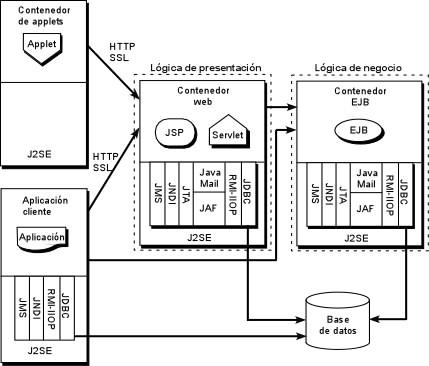 Contenedor
de applets
Applet
J2SE
HTTP
SSL
HTTP
SSL
Lógica de presentación
Contenedor
web
JSP
Servlet
JMS
JNDI
JTA
Java
Mail
JAF
RMI-IIOP
JDBC
J2SE
Lógica de negocio
Contenedor
EJB
EJB
JMS
JNDI
JTA
Java
Mail
JAF
RMI-IIOP
JDBC
J2SE
Aplicación
cliente
Aplicación
JMS
JNDI
RMI-IIOP
JDBC
J2SE
Base
de datos